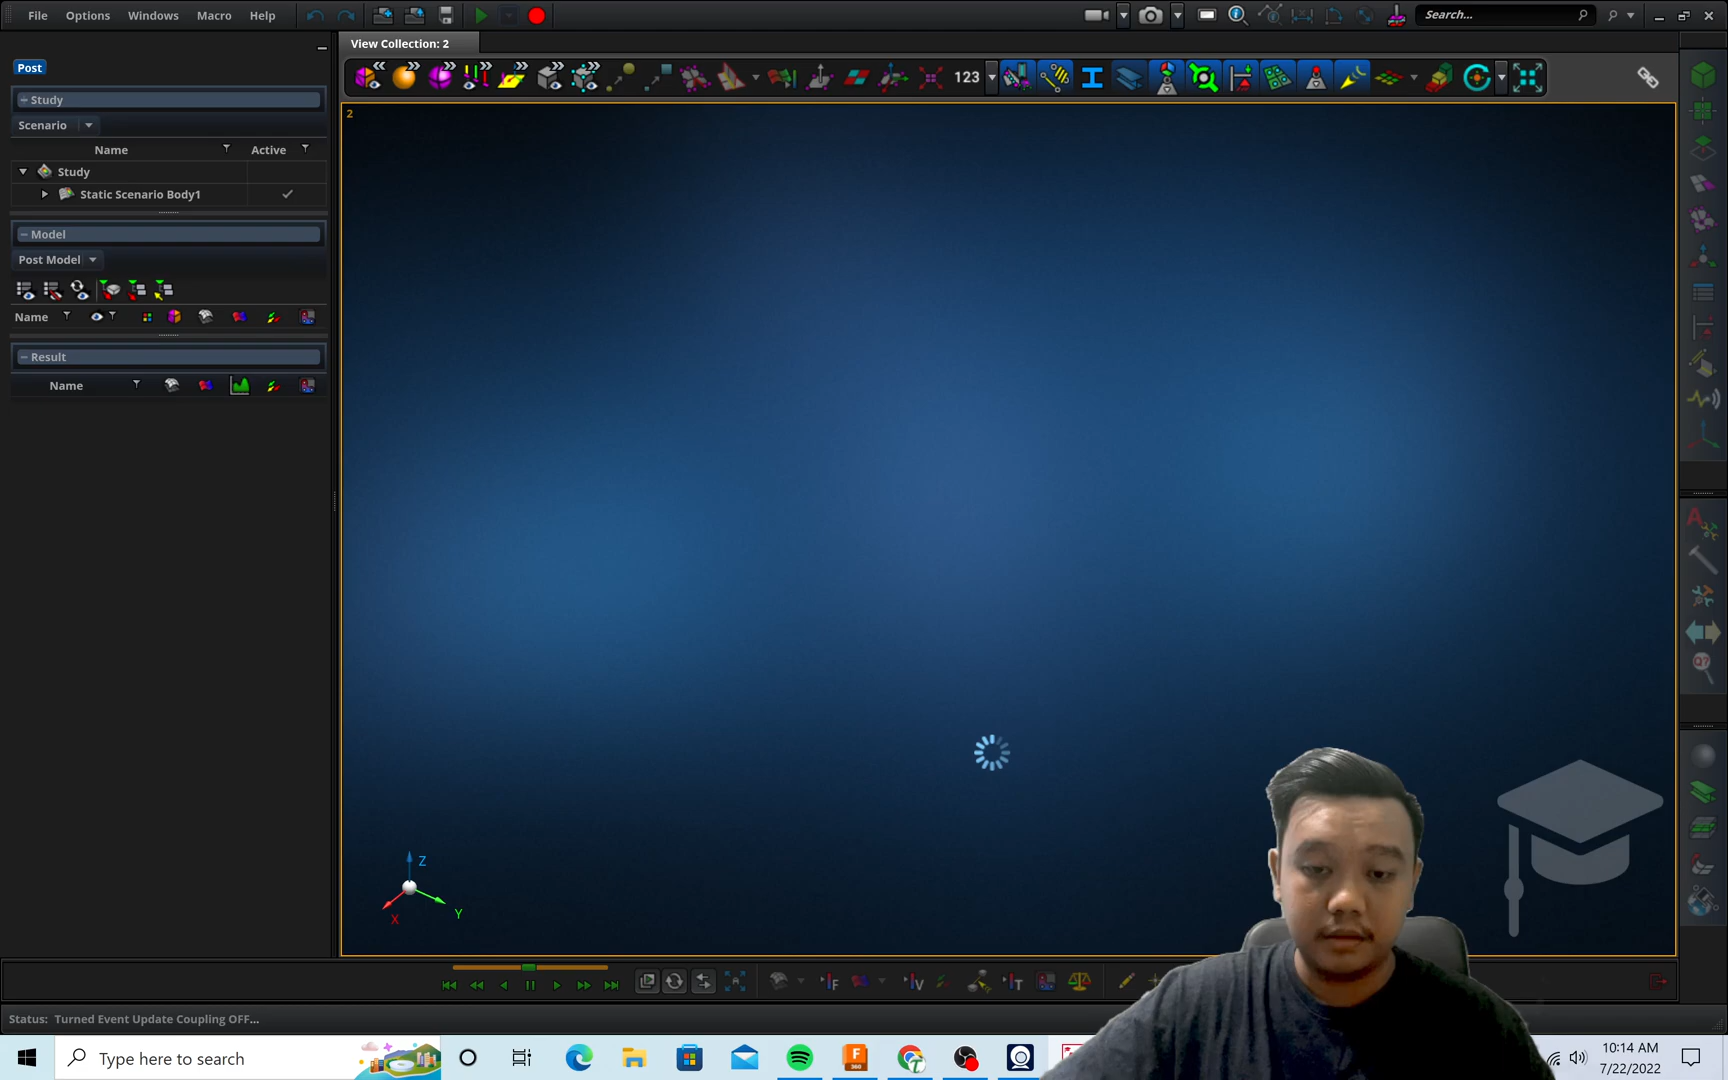 File Options Windows Macro Help
Search...
View Collection: 2
Post
123
Study
2
Scenario
Name Active
Study
Static Scenario Body1
Model
Post Model
Name
Result
Name
Z
X
Y
F V T
Status: Turned Event Update Coupling OFF...
Type here to search
10:14 AM
7/22/2022